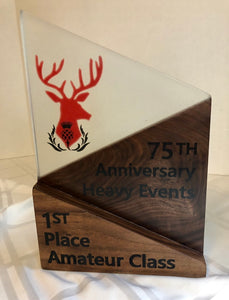 75TH
Anniversary
Heavy Events
1ST
Place
Amateur Class